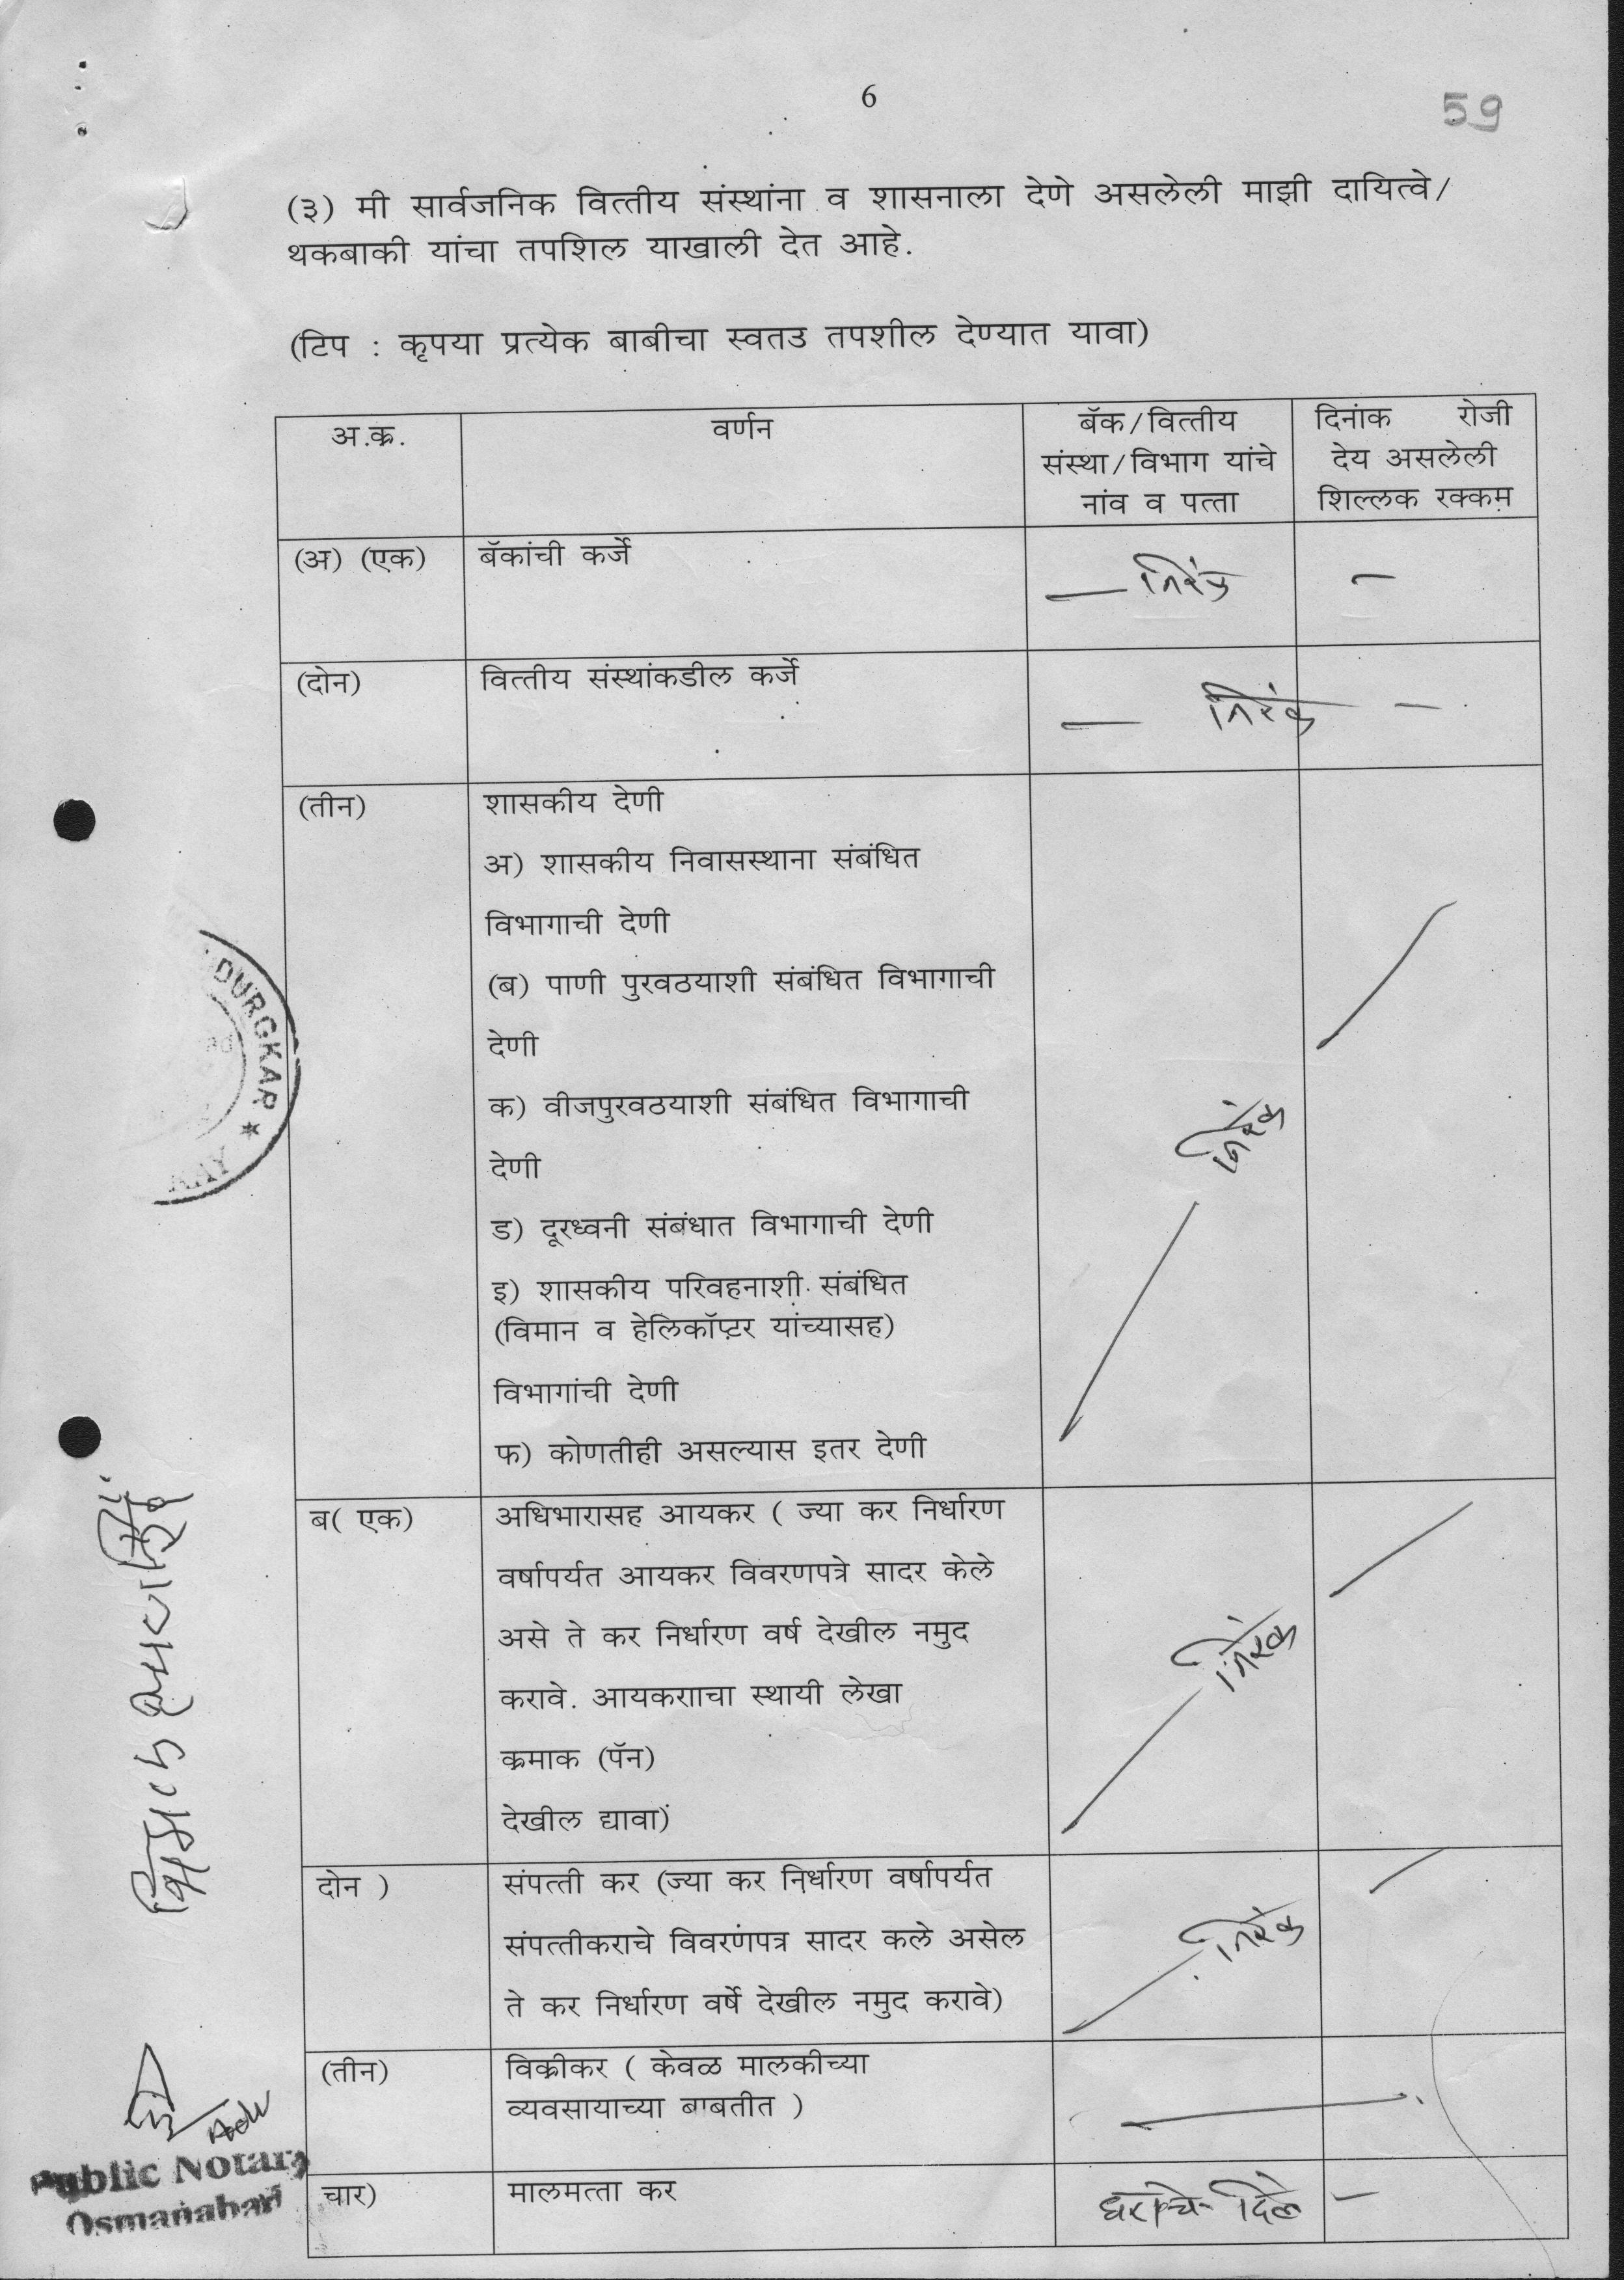 6
59
(३) मी सार्वजनिक वित्तीय संस्थांना व शासनाला देणे असलेली माझी दायित्वे/
थकबाकी यांचा तपशिल याखाली देत आहे.
(टिप : कृपया प्रत्येक बाबीचा स्वतउ तपशील देण्यात यावा)
अ.क्र.
वर्णन
बॅक/वित्तीय
संस्था/विभाग यांचे
नांव व पत्ता
दिनांक रोजी
देय असलेली
शिल्लक रक्कम
(अ) (एक)
बॅकांची कर्जे
— निरंक
—
(दोन)
वित्तीय संस्थांकडील कर्जे
— निरंक —
(तीन)
शासकीय देणी
अ) शासकीय निवासस्थाना संबंधित
विभागाची देणी
(ब) पाणी पुरवठयाशी संबंधित विभागाची
देणी
क) वीजपुरवठयाशी संबंधित विभागाची
देणी
ड) दूरध्वनी संबंधात विभागाची देणी
इ) शासकीय परिवहनाशी संबंधित
(विमान व हेलिकॉप्टर यांच्यासह)
विभागांची देणी
फ) कोणतीही असल्यास इतर देणी
निरंक
ब( एक)
अधिभारासह आयकर ( ज्या कर निर्धारण
वर्षापर्यत आयकर विवरणपत्रे सादर केले
असे ते कर निर्धारण वर्ष देखील नमुद
करावे. आयकरााचा स्थायी लेखा
क्रमाक (पॅन)
देखील द्यावा)
निरंक
दोन )
संपत्ती कर (ज्या कर निर्धारण वर्षापर्यत
संपत्तीकराचे विवरणंपत्र सादर कले असेल
ते कर निर्धारण वर्षे देखील नमुद करावे)
निरंक
(तीन)
विक्रीकर ( केवळ मालकीच्या
व्यवसायाच्या बाबतीत )
चार)
मालमत्ता कर
घराचे दिले —
DURGKAR ★
Adv
Public Notary
Osmanabad